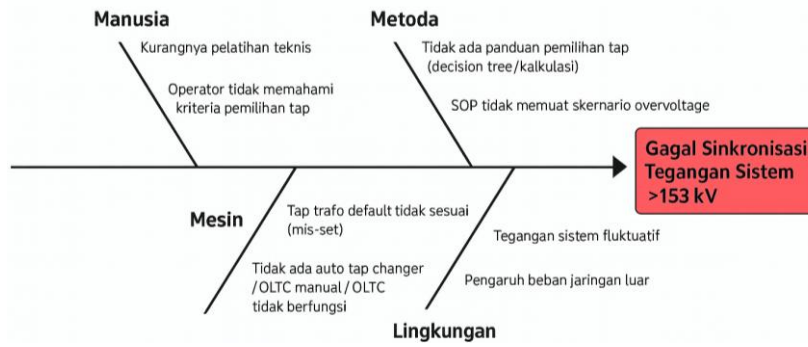 Manusia
Kurangnya pelatihan teknis
Operator tidak memahami
kriteria pemilihan tap
Metoda
Tidak ada panduan pemilihan tap
(decision tree/kalkulasi)
SOP tidak memuat skernario overvoltage
Gagal Sinkronisasi
Tegangan Sistem
>153 kV
Mesin
Tap trafo default tidak sesuai
(mis-set)
Tidak ada auto tap changer
/OLTC manual/OLTC
tidak berfungsi
Tegangan sistem fluktuatif
Pengaruh beban jaringan luar
Lingkungan